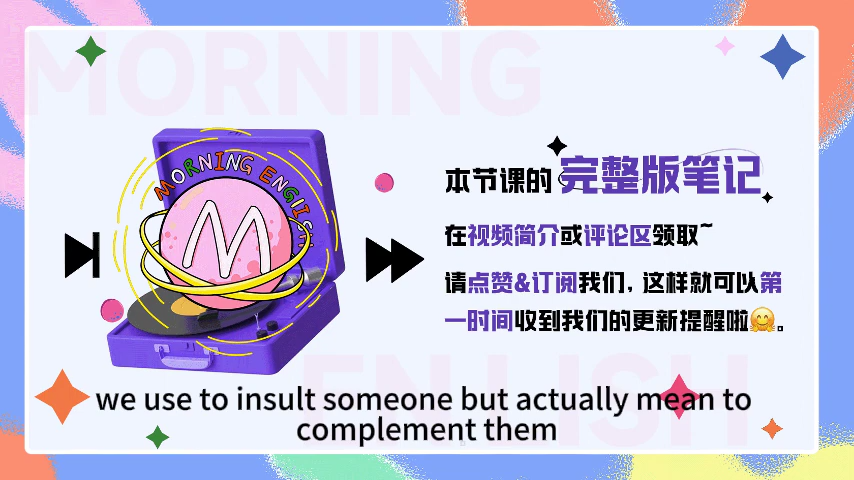 MORNING
MORNING ENGLISH
M
本节课的 完整版笔记
在视频简介或评论区领取~
请点赞&订阅我们，这样就可以第
一时间收到我们的更新提醒啦🤗。
ENGLISH
we use to insult someone but actually mean to
complement them